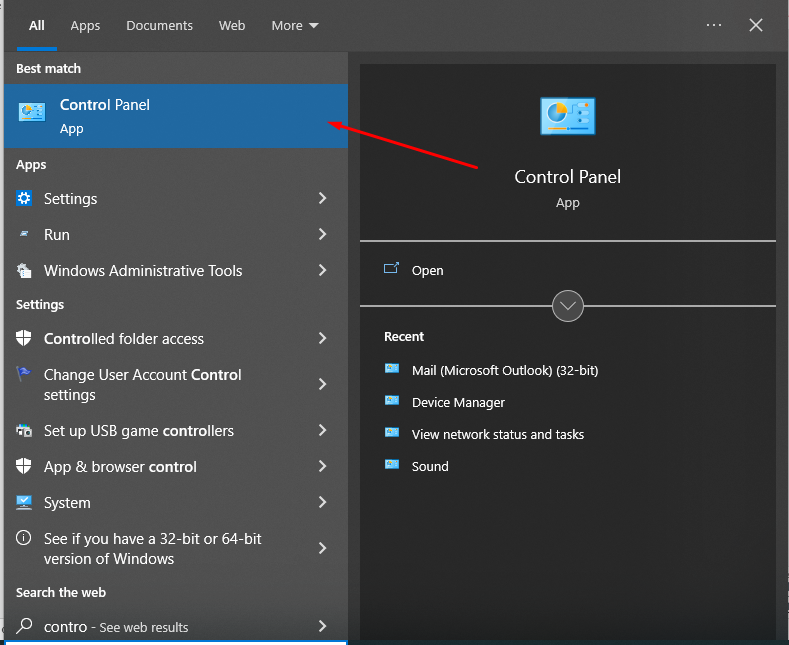 All Apps Documents Web More ...
Best match
Control Panel
App
Apps
Settings
Run
Windows Administrative Tools
Settings
Controlled folder access
Change User Account Control
settings
Set up USB game controllers
App & browser control
System
See if you have a 32-bit or 64-bit
version of Windows
Search the web
contro - See web results
Control Panel
App
Open
Recent
Mail (Microsoft Outlook) (32-bit)
Device Manager
View network status and tasks
Sound